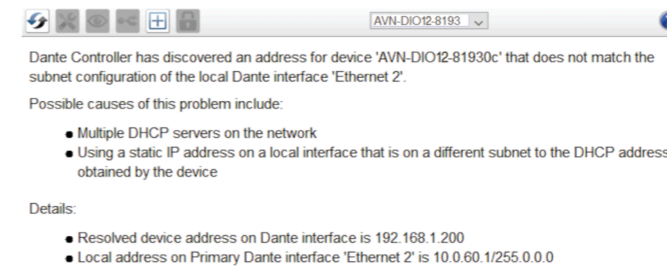 AVN-DIO12-8193
Dante Controller has discovered an address for device 'AVN-DIO12-81930c' that does not match the
subnet configuration of the local Dante interface 'Ethernet 2'.
Possible causes of this problem include:
● Multiple DHCP servers on the network
● Using a static IP address on a local interface that is on a different subnet to the DHCP address
obtained by the device
Details:
● Resolved device address on Dante interface is 192.168.1.200
● Local address on Primary Dante interface 'Ethernet 2' is 10.0.60.1/255.0.0.0